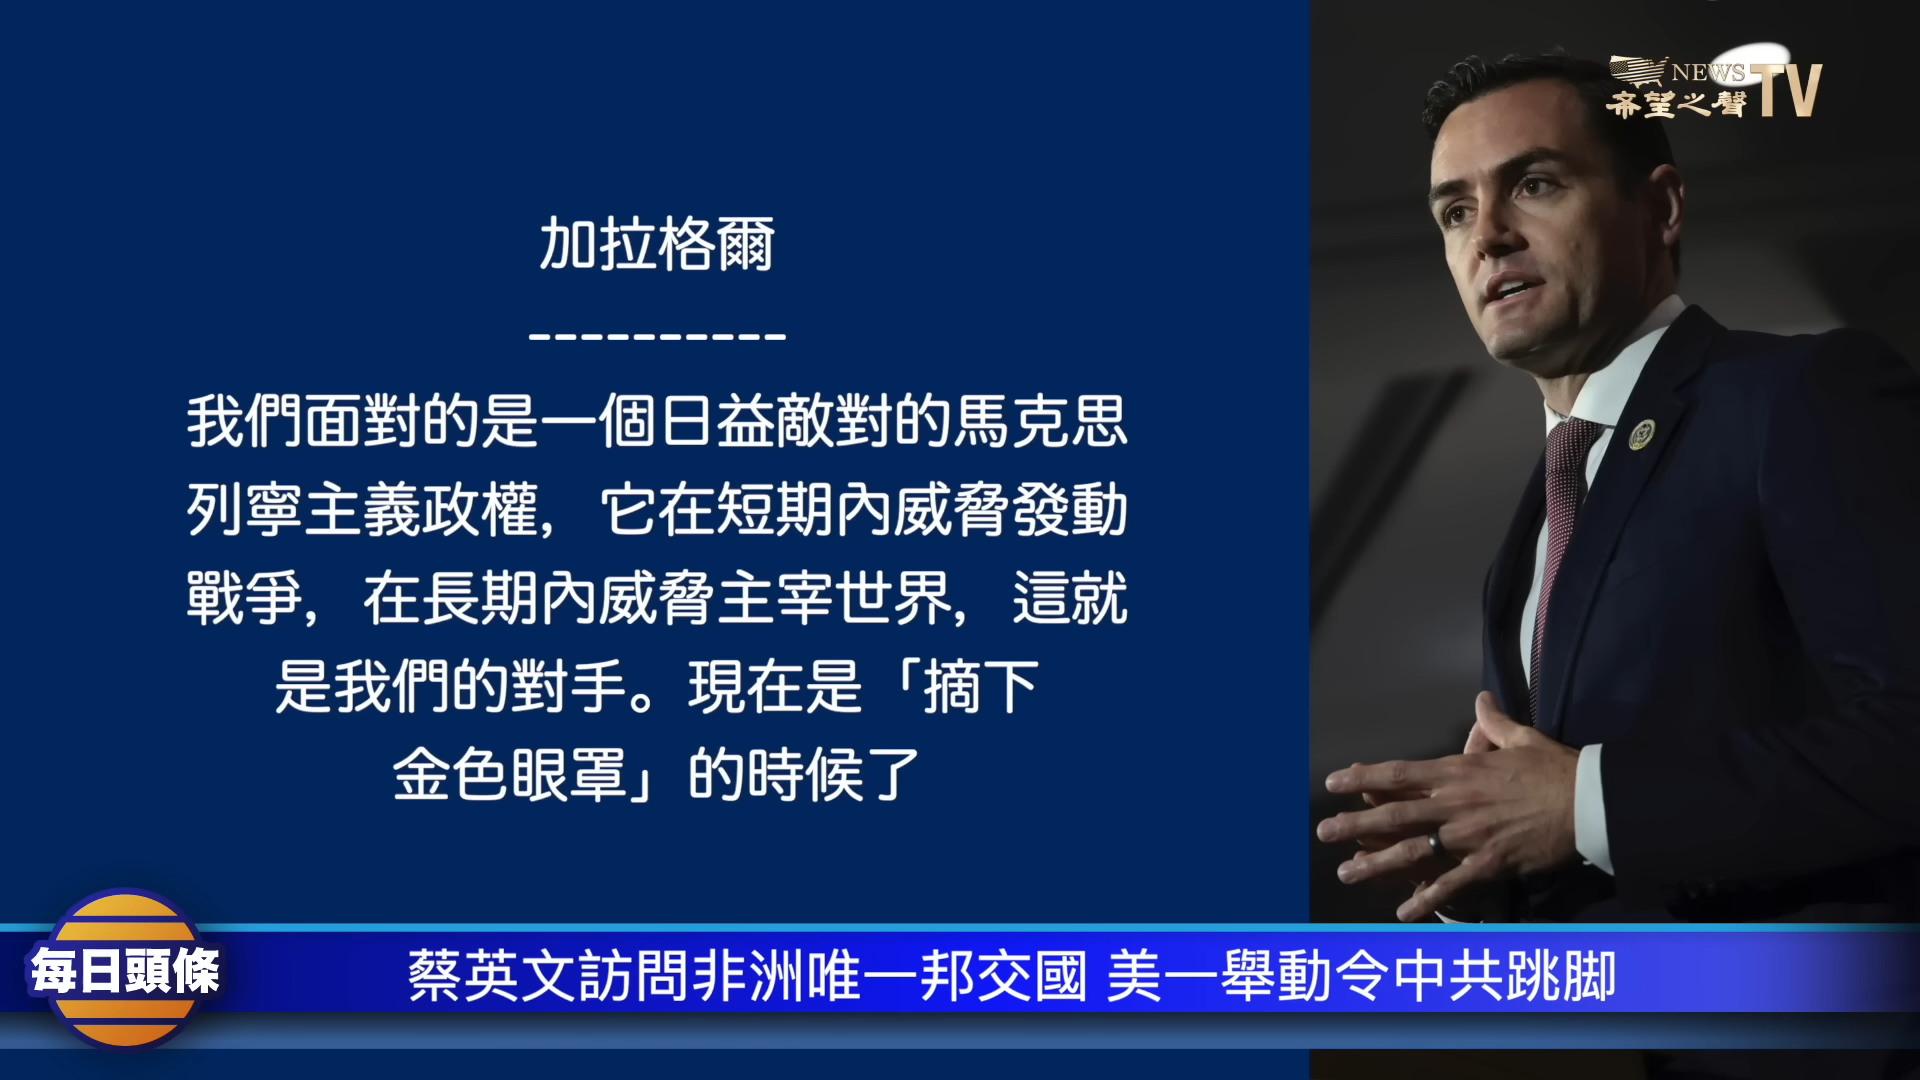 NEWS
希望之聲TV
加拉格爾
----------
我們面對的是一個日益敵對的馬克思
列寧主義政權，它在短期內威脅發動
戰爭，在長期內威脅主宰世界，這就
是我們的對手。現在是「摘下
金色眼罩」的時候了
每日頭條
蔡英文訪問非洲唯一邦交國 美一舉動令中共跳脚